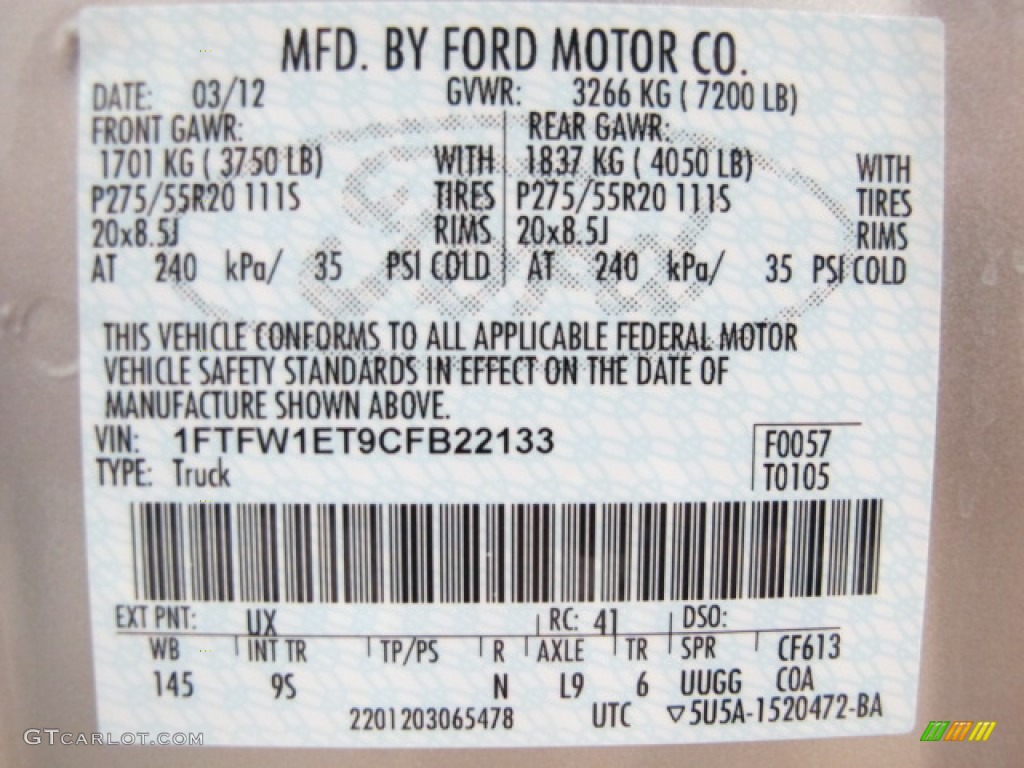 MFD. BY FORD MOTOR CO.
DATE: 03/12 GVWR: 3266 KG ( 7200 LB)
FRONT GAWR: REAR GAWR:
1701 KG ( 3750 LB) WITH 1837 KG ( 4050 LB) WITH
P275/55R20 111S TIRES P275/55R20 111S TIRES
20x8.5J RIMS 20x8.5J RIMS
AT 240 kPa/ 35 PSI COLD AT 240 kPa/ 35 PSI COLD
THIS VEHICLE CONFORMS TO ALL APPLICABLE FEDERAL MOTOR
VEHICLE SAFETY STANDARDS IN EFFECT ON THE DATE OF
MANUFACTURE SHOWN ABOVE.
VIN: 1FTFW1ET9CFB22133 F0057
TYPE: Truck T0105
EXT PNT: UX RC: 41 DSO:
WB INT TR TP/PS R AXLE TR SPR CF613
145 9S N L9 6 UUGG COA
2201203065478 UTC ▽5U5A-1520472-BA
GTCARLOT.COM